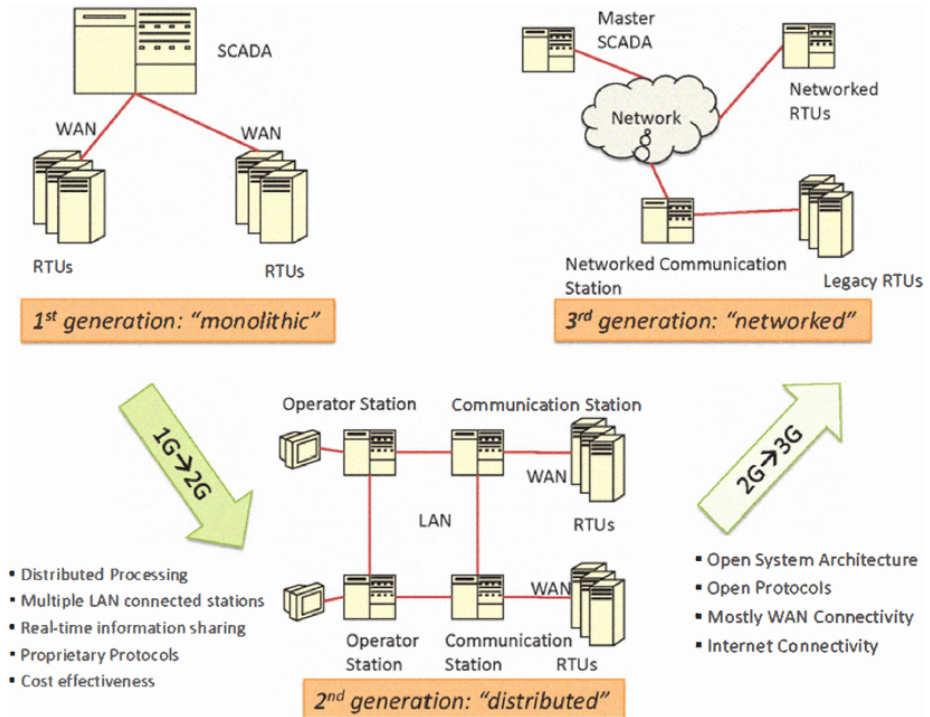 SCADA
WAN
WAN
RTUs
RTUs
1st generation: “monolithic”
Master
SCADA
Network
Networked
RTUs
Networked Communication
Station
Legacy RTUs
3rd generation: “networked”
1G→2G
▪ Distributed Processing
▪ Multiple LAN connected stations
▪ Real-time information sharing
▪ Proprietary Protocols
▪ Cost effectiveness
Operator Station
Communication Station
WAN
RTUs
LAN
WAN
Operator
Station
Communication
Station
RTUs
2nd generation: “distributed”
2G→3G
▪ Open System Architecture
▪ Open Protocols
▪ Mostly WAN Connectivity
▪ Internet Connectivity